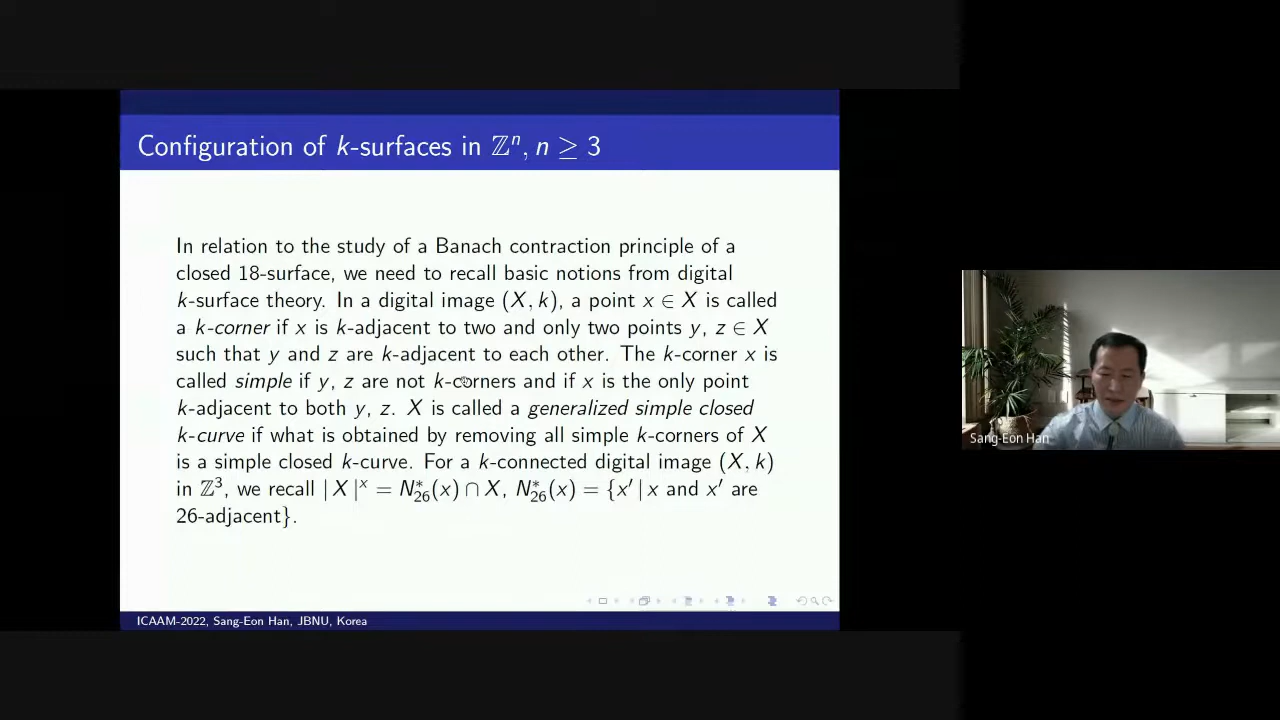 Configuration of k-surfaces in ℤⁿ, n ≥ 3
In relation to the study of a Banach contraction principle of a
closed 18-surface, we need to recall basic notions from digital
k-surface theory. In a digital image (X, k), a point x ∈ X is called
a k-corner if x is k-adjacent to two and only two points y, z ∈ X
such that y and z are k-adjacent to each other. The k-corner x is
called simple if y, z are not k-corners and if x is the only point
k-adjacent to both y, z. X is called a generalized simple closed
k-curve if what is obtained by removing all simple k-corners of X
is a simple closed k-curve. For a k-connected digital image (X, k)
in ℤ³, we recall | X |ˣ = N*₂₆(x) ∩ X, N*₂₆(x) = {x′ | x and x′ are
26-adjacent}.
ICAAM-2022, Sang-Eon Han, JBNU, Korea
Sang-Eon Han